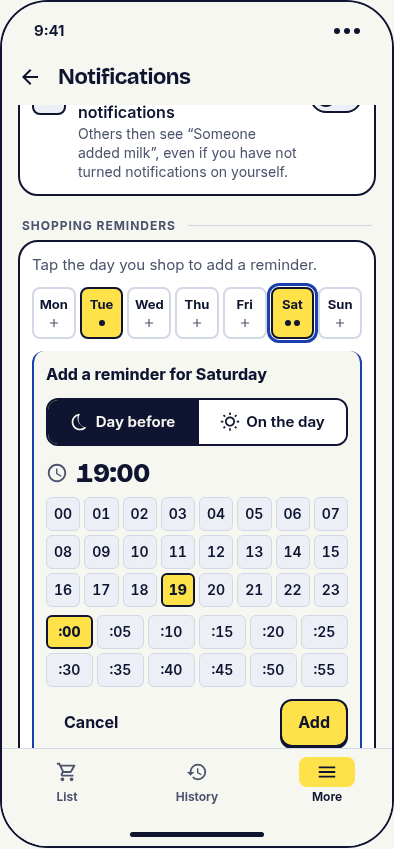 9:41
Notifications
notifications
Others then see “Someone
added milk”, even if you have not
turned notifications on yourself.
SHOPPING REMINDERS
Tap the day you shop to add a reminder.
Mon Tue Wed Thu Fri Sat Sun
+ + + + +
Add a reminder for Saturday
Day before On the day
19:00
00 01 02 03 04 05 06 07
08 09 10 11 12 13 14 15
16 17 18 19 20 21 22 23
:00 :05 :10 :15 :20 :25
:30 :35 :40 :45 :50 :55
Cancel Add
List History More